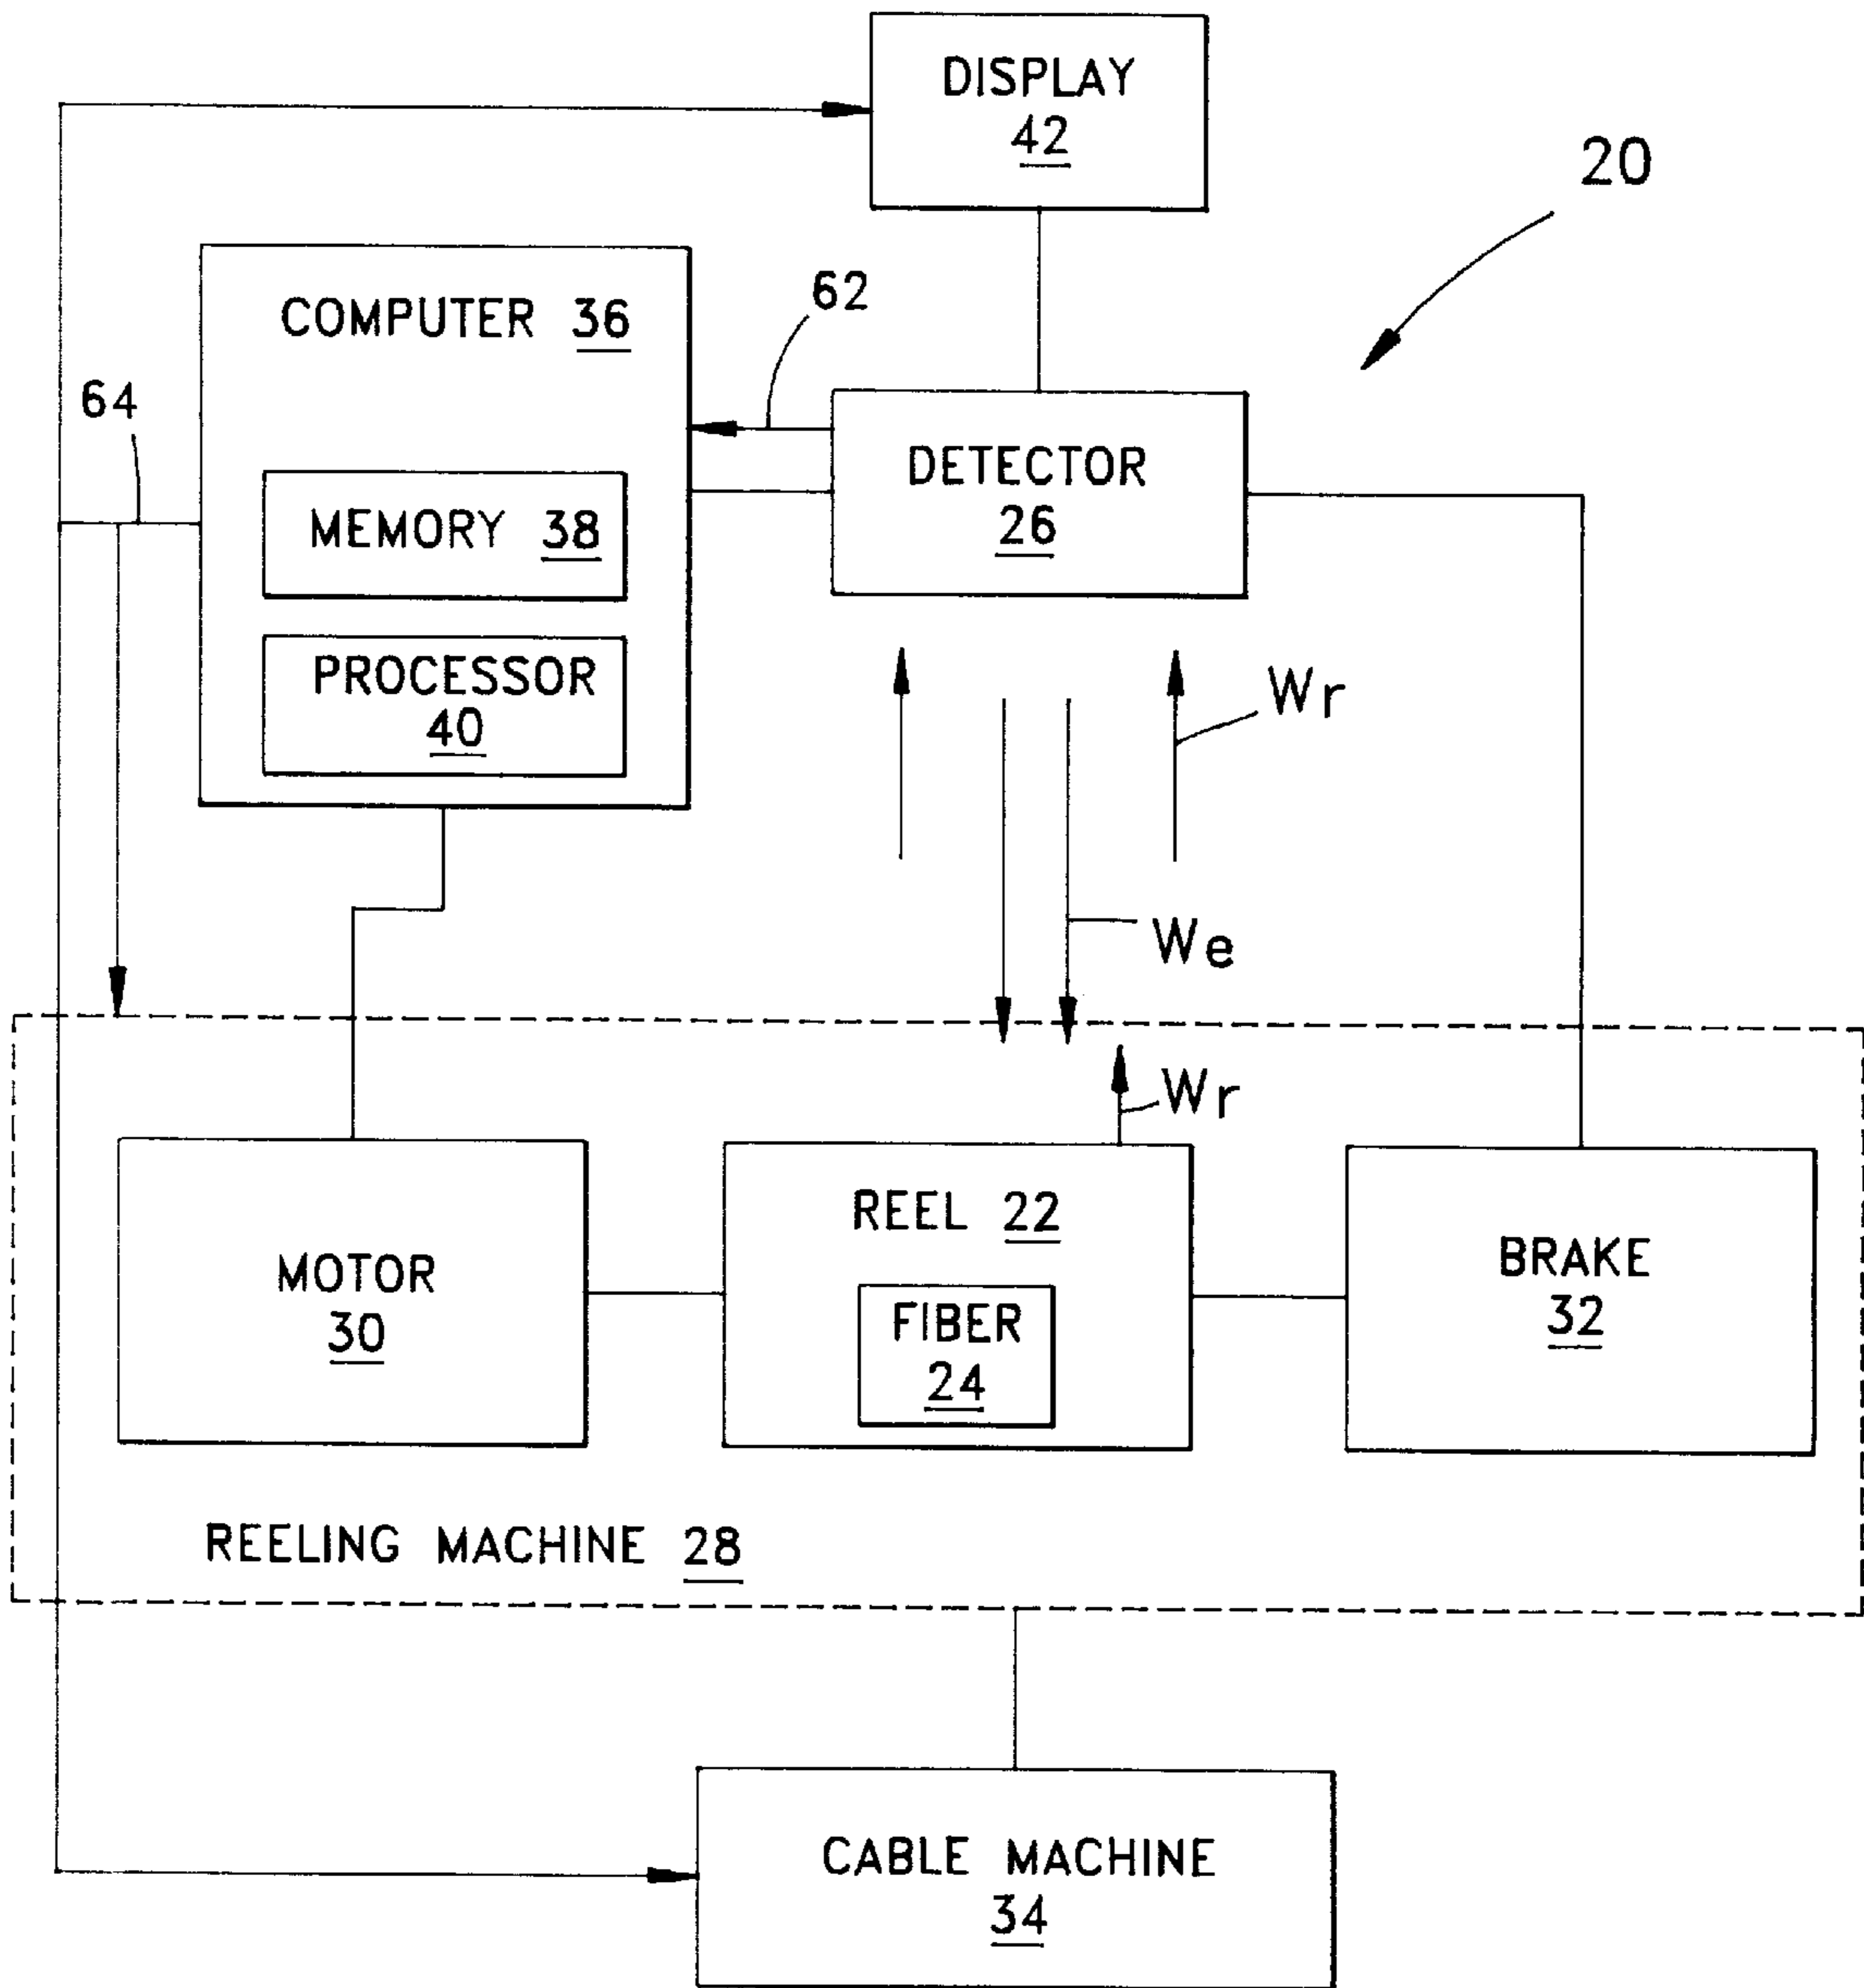 DISPLAY
42
20
COMPUTER 36
62
64
DETECTOR
26
MEMORY 38
PROCESSOR
40
Wr
We
Wr
REEL 22
MOTOR
30
FIBER
24
BRAKE
32
REELING MACHINE 28
CABLE MACHINE
34